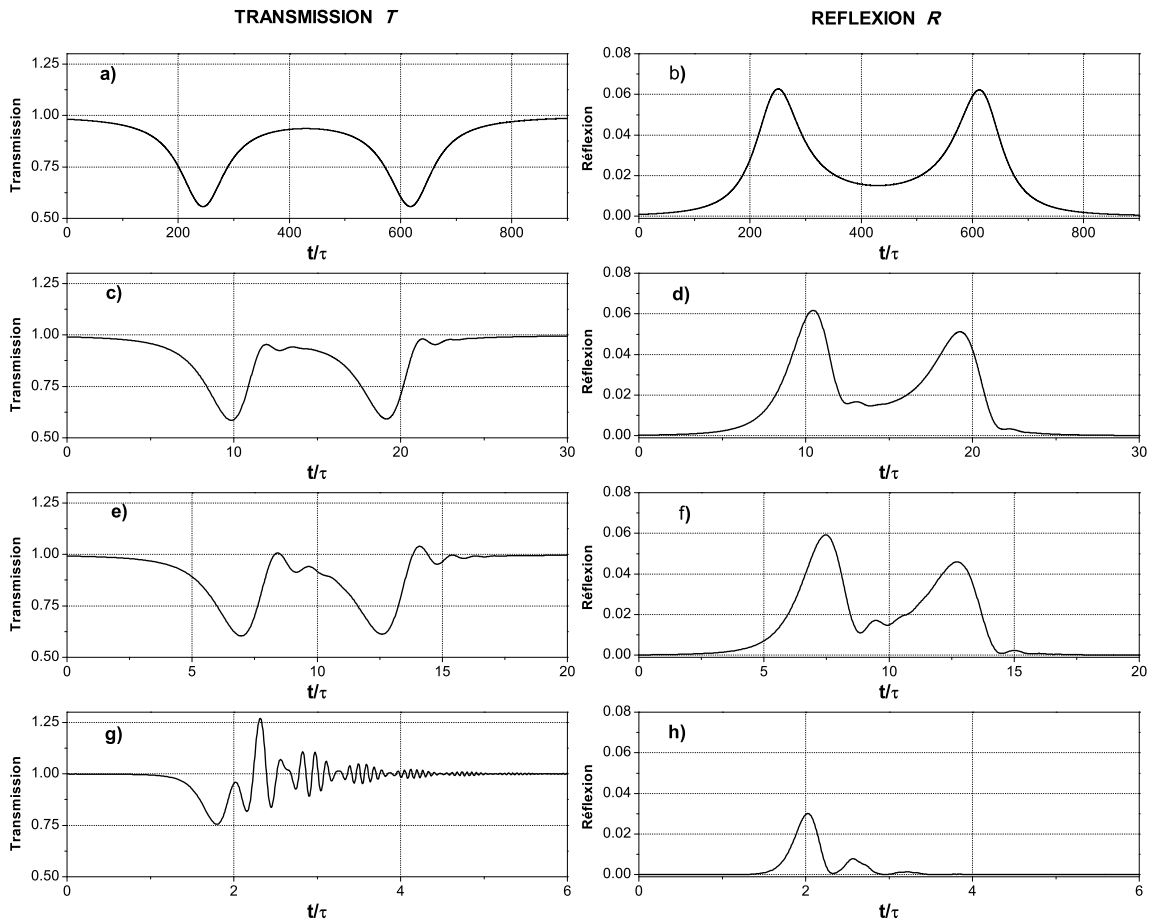 TRANSMISSION T
REFLEXION R
a)
Transmission
1.25
1.00
0.75
0.50
0 200 400 600 800
t/τ
b)
Réflexion
0.08
0.06
0.04
0.02
0.00
0 200 400 600 800
t/τ
c)
Transmission
1.25
1.00
0.75
0.50
0 10 20 30
t/τ
d)
Réflexion
0.08
0.06
0.04
0.02
0.00
0 10 20 30
t/τ
e)
Transmission
1.25
1.00
0.75
0.50
0 5 10 15 20
t/τ
f)
Réflexion
0.08
0.06
0.04
0.02
0.00
0 5 10 15 20
t/τ
g)
Transmission
1.25
1.00
0.75
0.50
0 2 4 6
t/τ
h)
Réflexion
0.08
0.06
0.04
0.02
0.00
0 2 4 6
t/τ